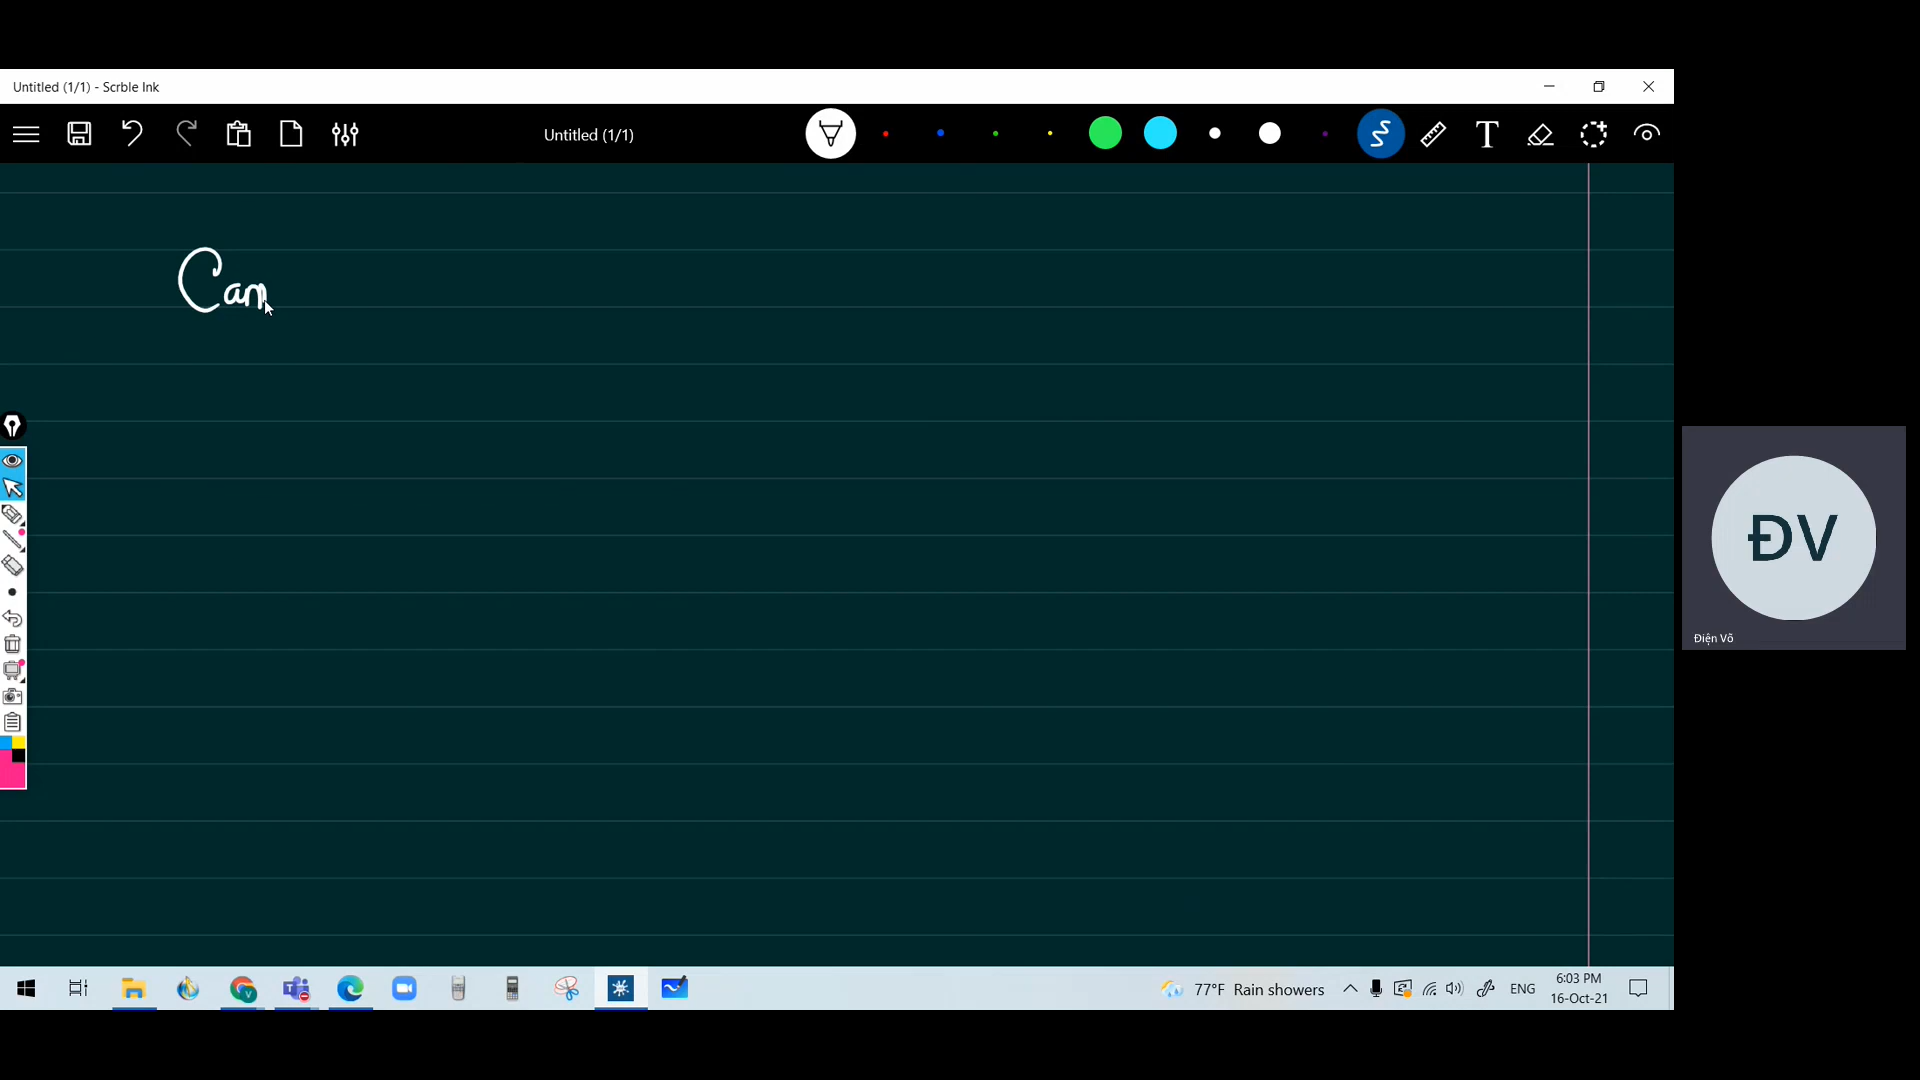 Untitled (1/1) - Scrble Ink
Untitled (1/1)
T
Can
ĐV
Điện Võ
77°F Rain showers
ENG
6:03 PM
16-Oct-21